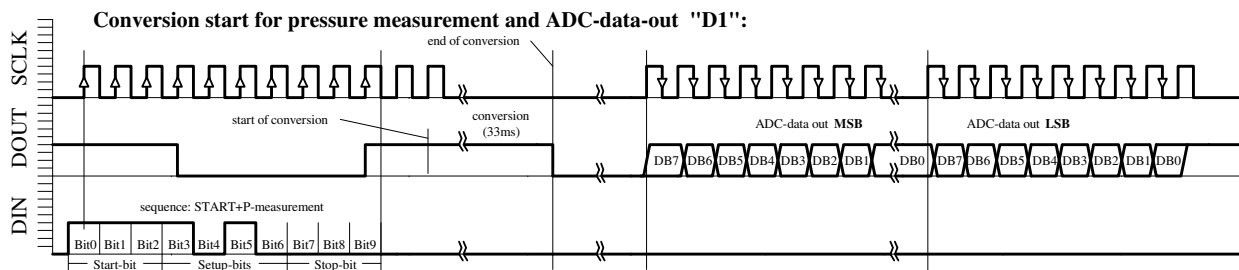 Conversion start for pressure measurement and ADC-data-out "D1":
end of conversion
SCLK
start of conversion
conversion
(33ms)
ADC-data out MSB
ADC-data out LSB
DOUT
DB7 DB6 DB5 DB4 DB3 DB2 DB1 DB0 DB7 DB6 DB5 DB4 DB3 DB2 DB1 DB0
sequence: START+P-measurement
DIN
Bit0 Bit1 Bit2 Bit3 Bit4 Bit5 Bit6 Bit7 Bit8 Bit9
Start-bit Setup-bits Stop-bit